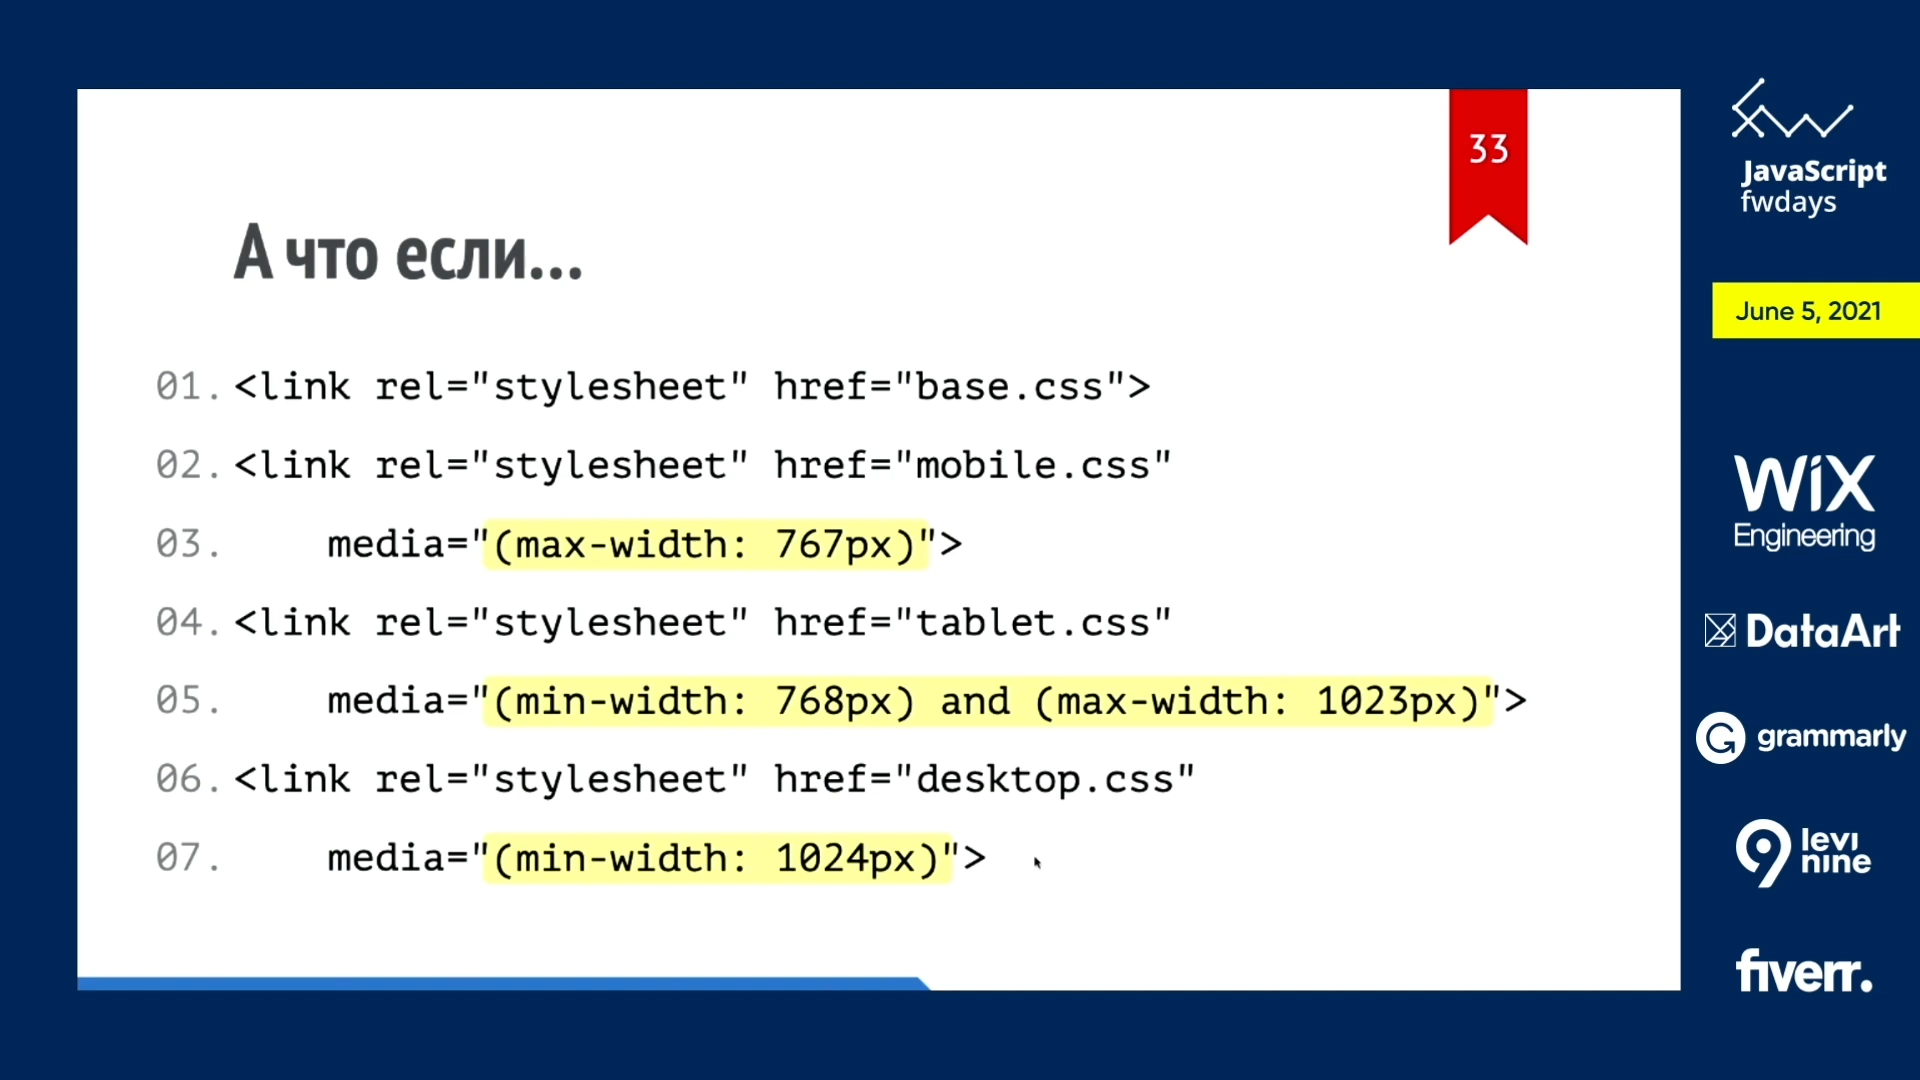 33
А что если...
01. <link rel="stylesheet" href="base.css">
02. <link rel="stylesheet" href="mobile.css"
03. media="(max-width: 767px)">
04. <link rel="stylesheet" href="tablet.css"
05. media="(min-width: 768px) and (max-width: 1023px)">
06. <link rel="stylesheet" href="desktop.css"
07. media="(min-width: 1024px)">
JavaScript
fwdays
June 5, 2021
WiX
Engineering
DataArt
grammarly
levi
nine
fiverr.